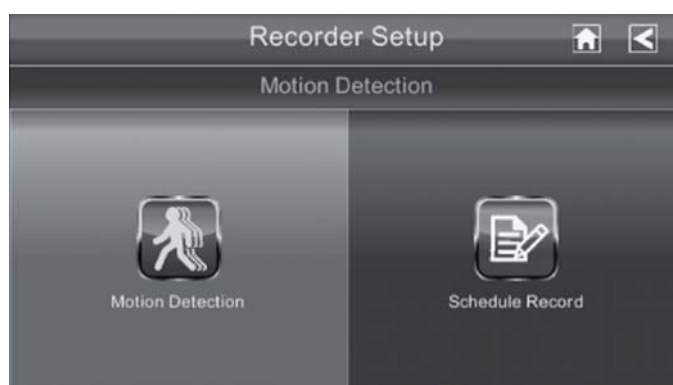 Recorder Setup
Motion Detection
Motion Detection
Schedule Record